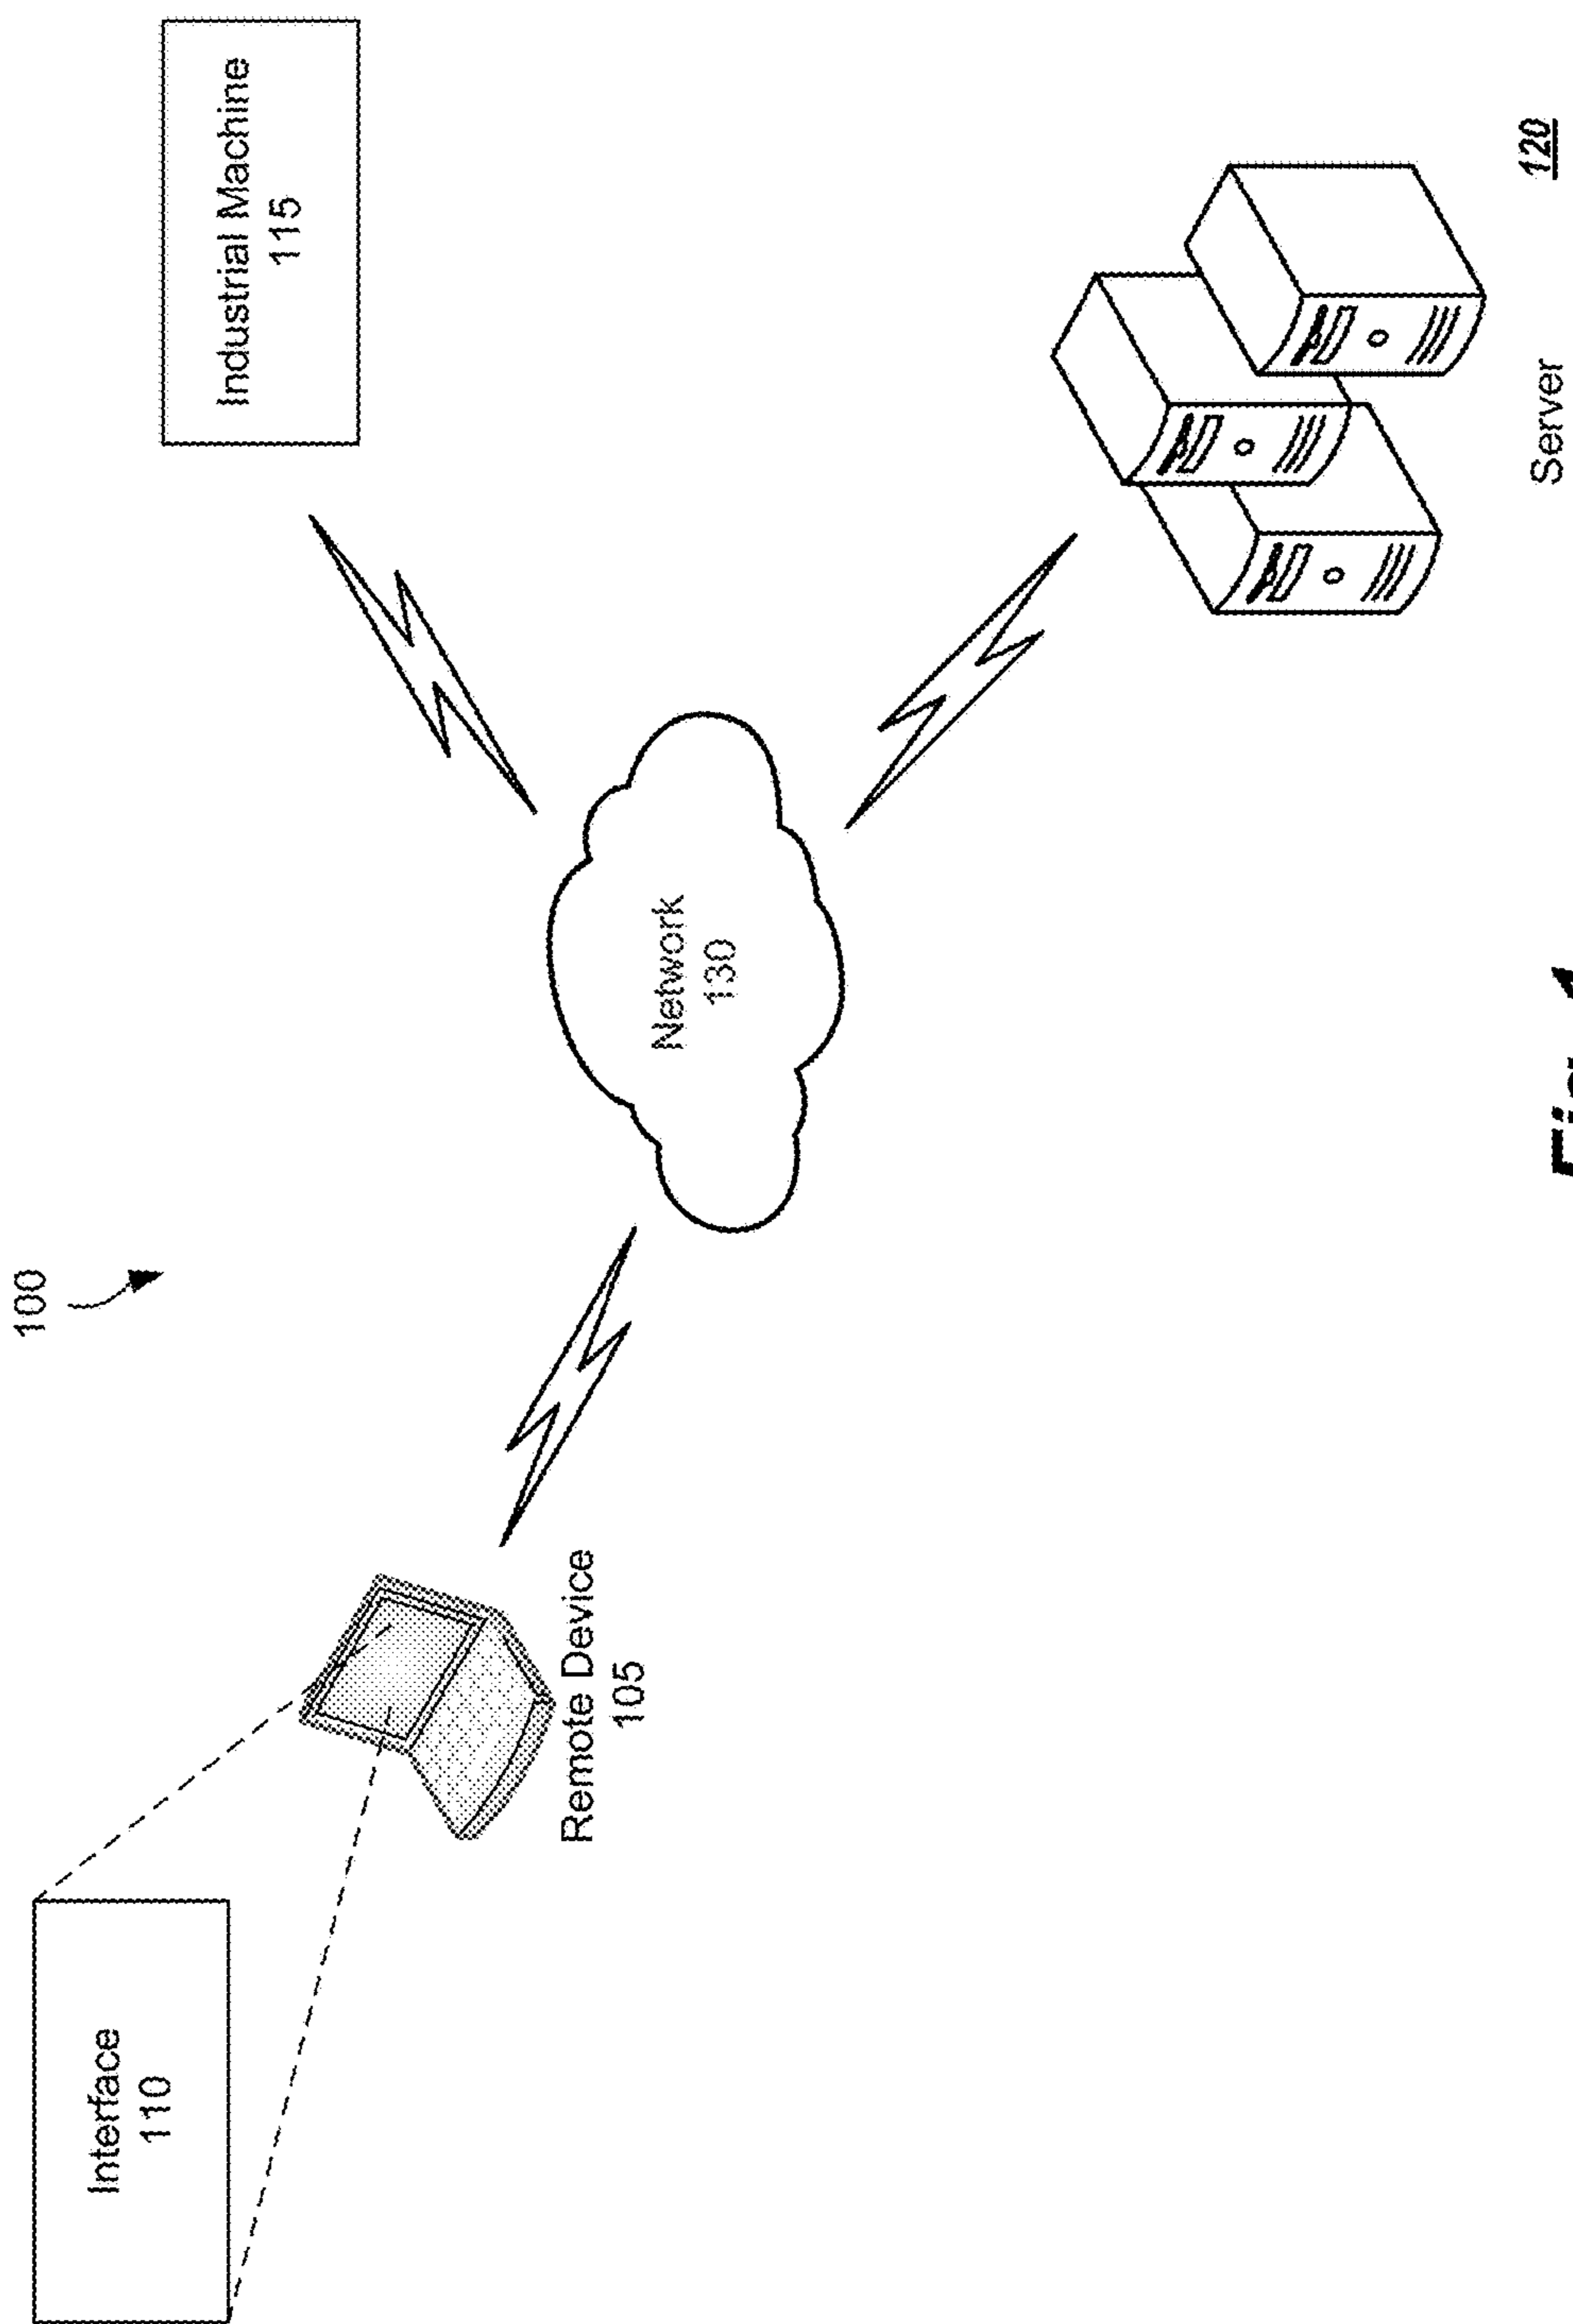 100
Interface
110
Remote Device
105
Industrial Machine
115
Network
130
Server
120